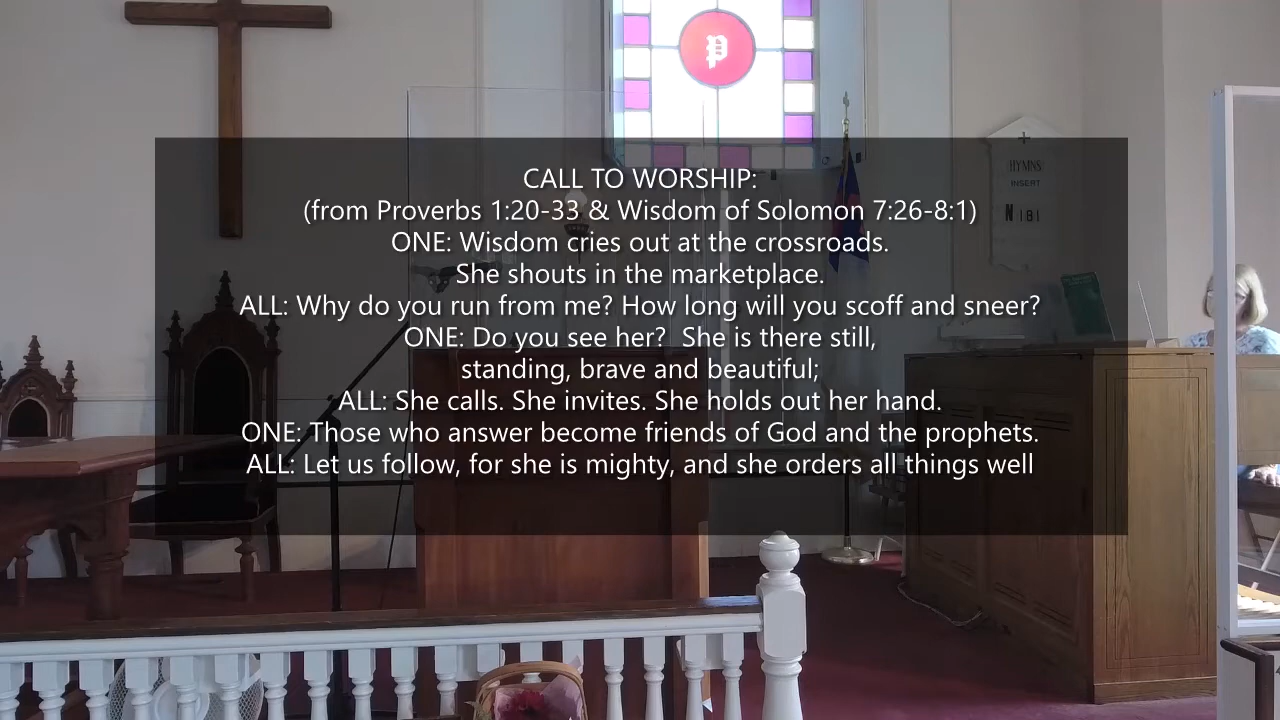 P
HYMNS
INSERT
CALL TO WORSHIP:
(from Proverbs 1:20-33 & Wisdom of Solomon 7:26-8:1)
ONE: Wisdom cries out at the crossroads.
She shouts in the marketplace.
ALL: Why do you run from me? How long will you scoff and sneer?
ONE: Do you see her?  She is there still,
standing, brave and beautiful;
ALL: She calls. She invites. She holds out her hand.
ONE: Those who answer become friends of God and the prophets.
ALL: Let us follow, for she is mighty, and she orders all things well